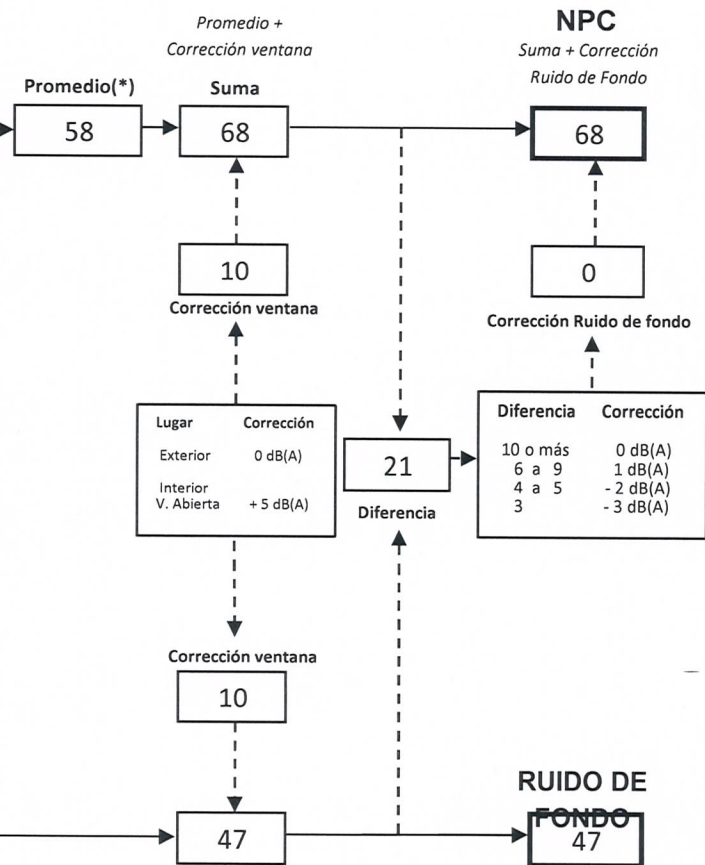 Promedio +
Corrección ventana
NPC
Suma + Corrección
Ruido de Fondo
Promedio(*)
Suma
58
68
68
10
Corrección ventana
0
Corrección Ruido de fondo
Lugar Corrección
Exterior 0 dB(A)
Interior
V. Abierta + 5 dB(A)
21
Diferencia
Diferencia Corrección
10 o más 0 dB(A)
6 a 9 1 dB(A)
4 a 5 - 2 dB(A)
3 - 3 dB(A)
Corrección ventana
10
RUIDO DE
FONDO
47
47